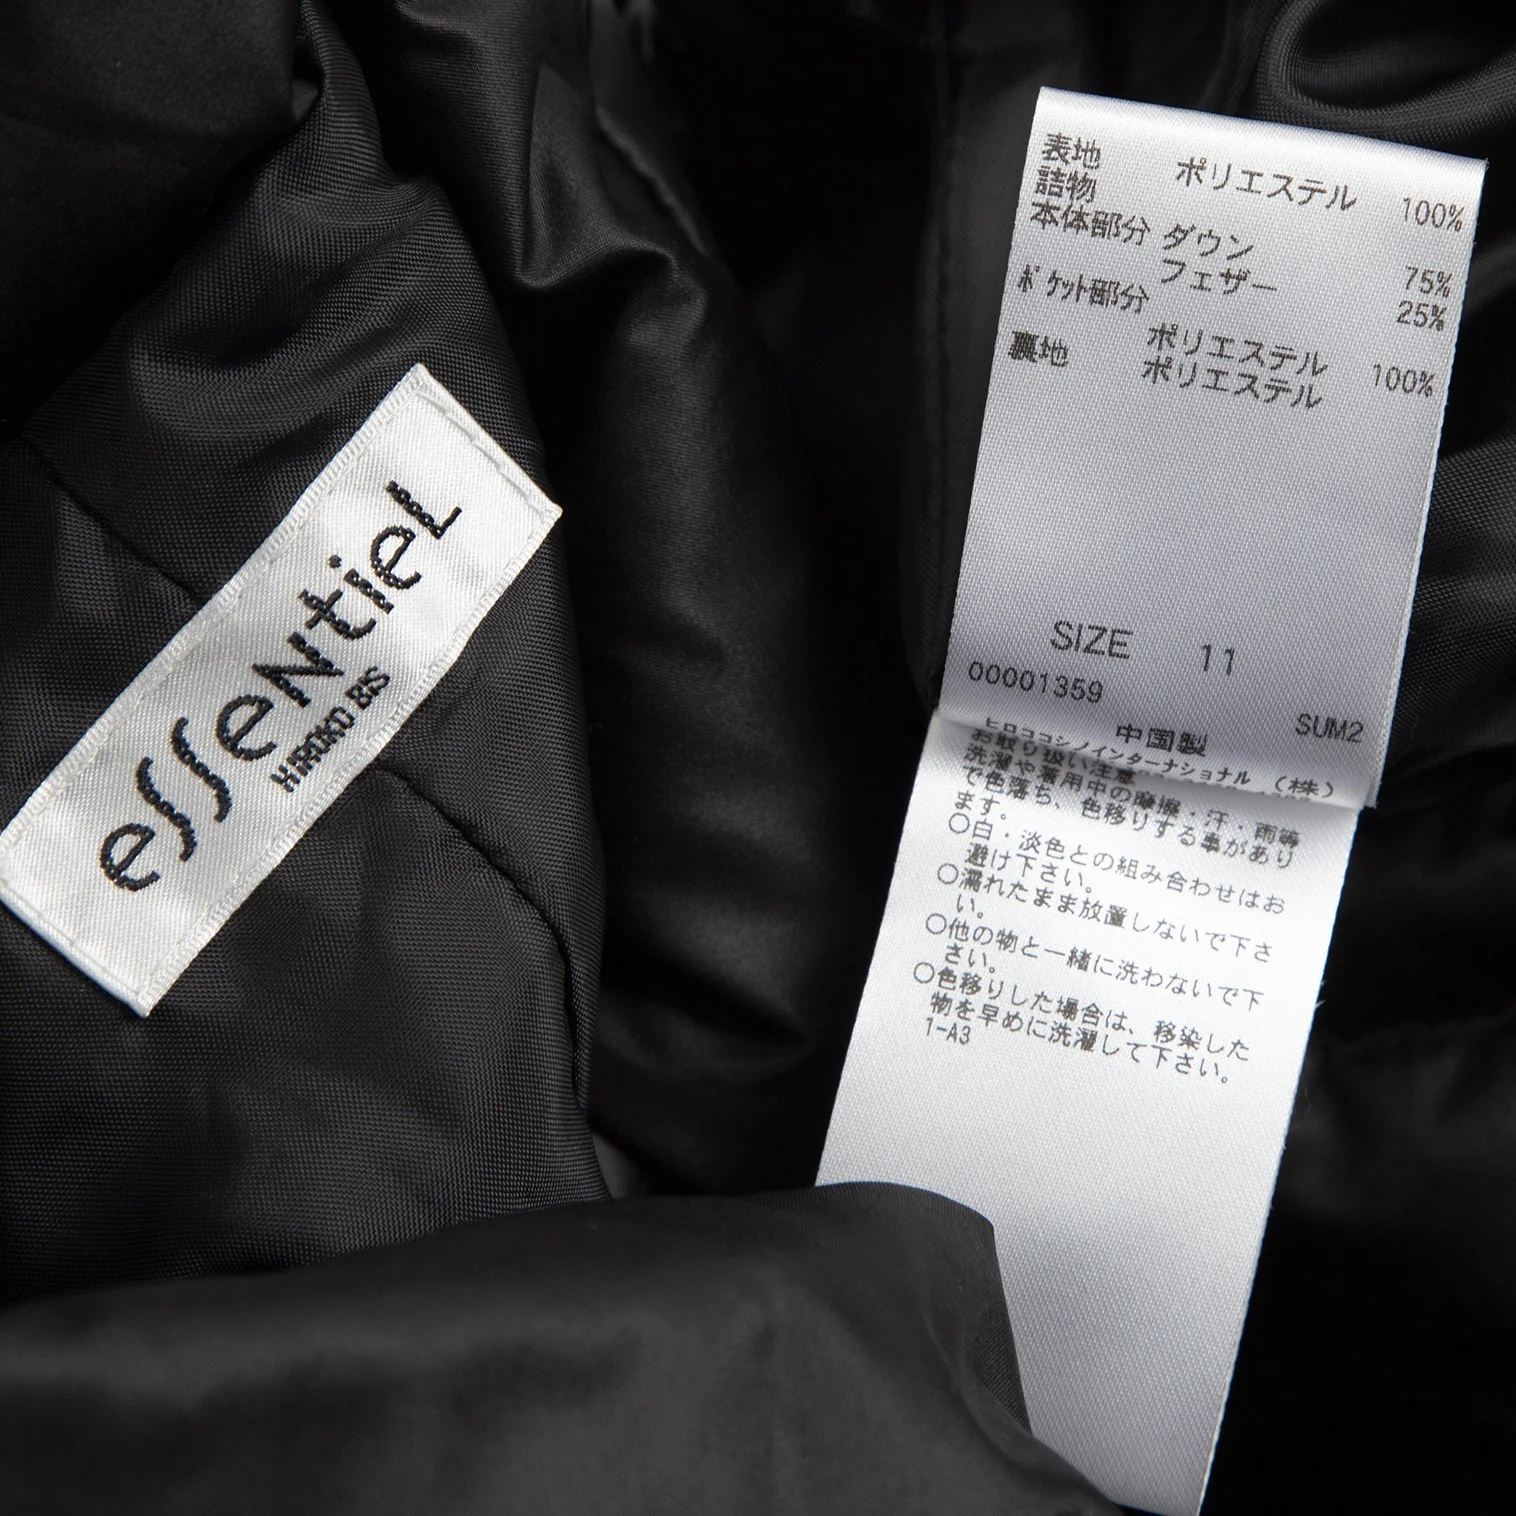 esseNtieL
HIROKO BIS
表地 ポリエステル 100%
詰物
本体部分 ダウン 75%
フェザー 25%
ポケット部分
ポリエステル 100%
裏地 ポリエステル
SIZE 11
00001359
中国製 SUM2
ヒロココシノインターナショナル(株)
お取り扱い注意
洗濯や着用中の摩擦・汗・雨等
で色落ち、色移りする事があり
ます。
○白・淡色との組み合わせはお
避け下さい。
○濡れたまま放置しないで下さ
い。
○他の物と一緒に洗わないで下
さい。
○色移りした場合は、移染した
物を早めに洗濯して下さい。
1-A3